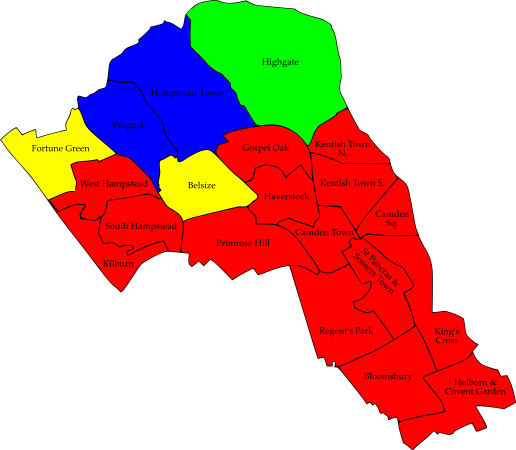 Highgate
Hampstead Town
Frognal
Fortune Green
Gospel Oak
Kentish Town
N.
West Hampstead
Belsize
Kentish Town S.
Haverstock
Camden
Sq.
South Hampstead
Primrose Hill
Camden Town
Kilburn
St Pancras &
Somers Town
Regent's Park
King's
Cross
Bloomsbury
Holborn &
Covent Garden